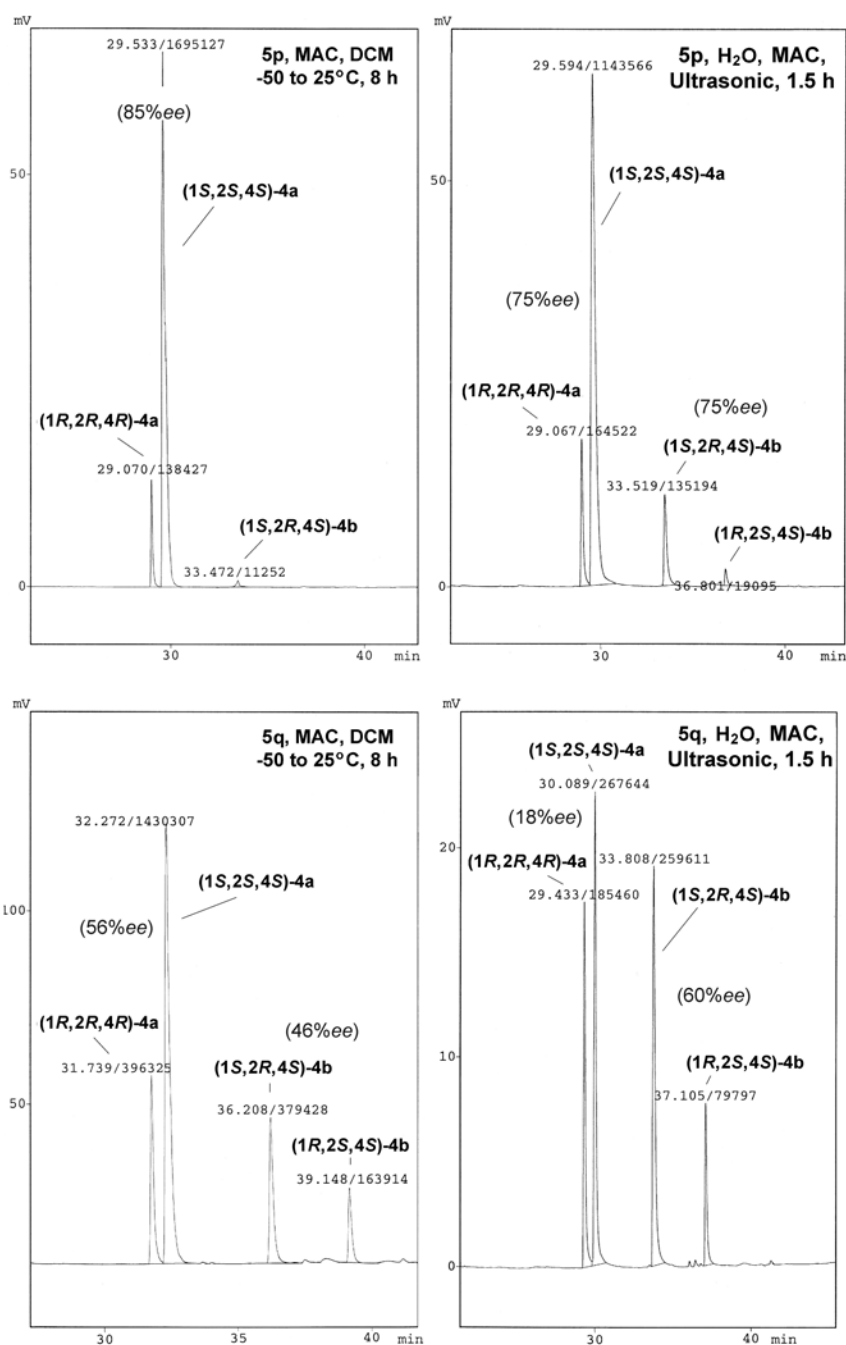 mV
29.533/1695127
5p, MAC, DCM
-50 to 25°C, 8 h
(85%ee)
(1S,2S,4S)-4a
50
(1R,2R,4R)-4a
29.070/138427
(1S,2R,4S)-4b
33.472/11252
0
30
40
min
mV
29.594/1143566
5p, H2O, MAC,
Ultrasonic, 1.5 h
50
(1S,2S,4S)-4a
(75%ee)
(1R,2R,4R)-4a
29.067/164522
(75%ee)
(1S,2R,4S)-4b
33.519/135194
(1R,2S,4S)-4b
36.801/19095
0
30
40
min
mV
5q, MAC, DCM
-50 to 25°C, 8 h
32.272/1430307
(1S,2S,4S)-4a
100
(56%ee)
(1R,2R,4R)-4a
31.739/396325
(46%ee)
(1S,2R,4S)-4b
36.208/379428
50
(1R,2S,4S)-4b
39.148/163914
30
35
40
min
mV
5q, H2O, MAC,
Ultrasonic, 1.5 h
(1S,2S,4S)-4a
30.089/267644
(18%ee)
20
(1R,2R,4R)-4a
29.433/185460
33.808/259611
(1S,2R,4S)-4b
(60%ee)
10
(1R,2S,4S)-4b
37.105/79797
0
30
40
min